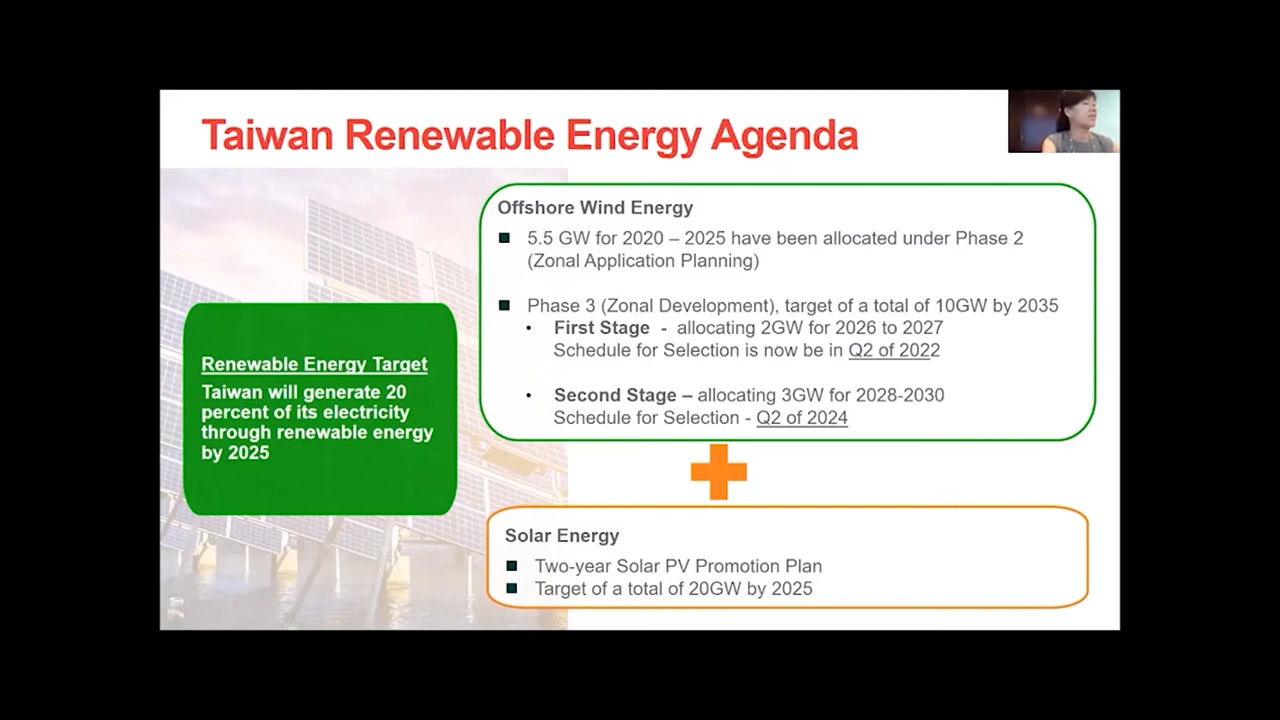 Taiwan Renewable Energy Agenda
Renewable Energy Target
Taiwan will generate 20
percent of its electricity
through renewable energy
by 2025
Offshore Wind Energy
5.5 GW for 2020 – 2025 have been allocated under Phase 2
(Zonal Application Planning)
Phase 3 (Zonal Development), target of a total of 10GW by 2035
First Stage - allocating 2GW for 2026 to 2027
Schedule for Selection is now be in Q2 of 2022
Second Stage – allocating 3GW for 2028-2030
Schedule for Selection - Q2 of 2024
Solar Energy
Two-year Solar PV Promotion Plan
Target of a total of 20GW by 2025